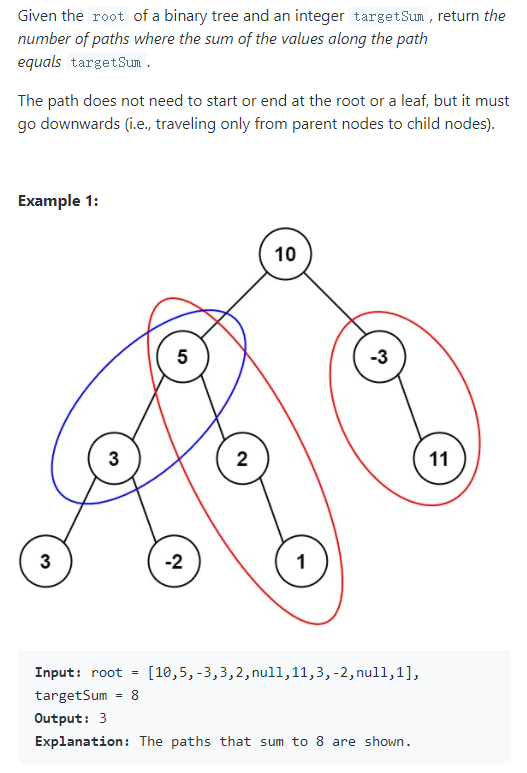 Given the root of a binary tree and an integer targetSum , return the
number of paths where the sum of the values along the path
equals targetSum .
The path does not need to start or end at the root or a leaf, but it must
go downwards (i.e., traveling only from parent nodes to child nodes).
Example 1:
10
5
-3
3
2
11
3
-2
1
Input: root = [10,5,-3,3,2,null,11,3,-2,null,1],
targetSum = 8
Output: 3
Explanation: The paths that sum to 8 are shown.